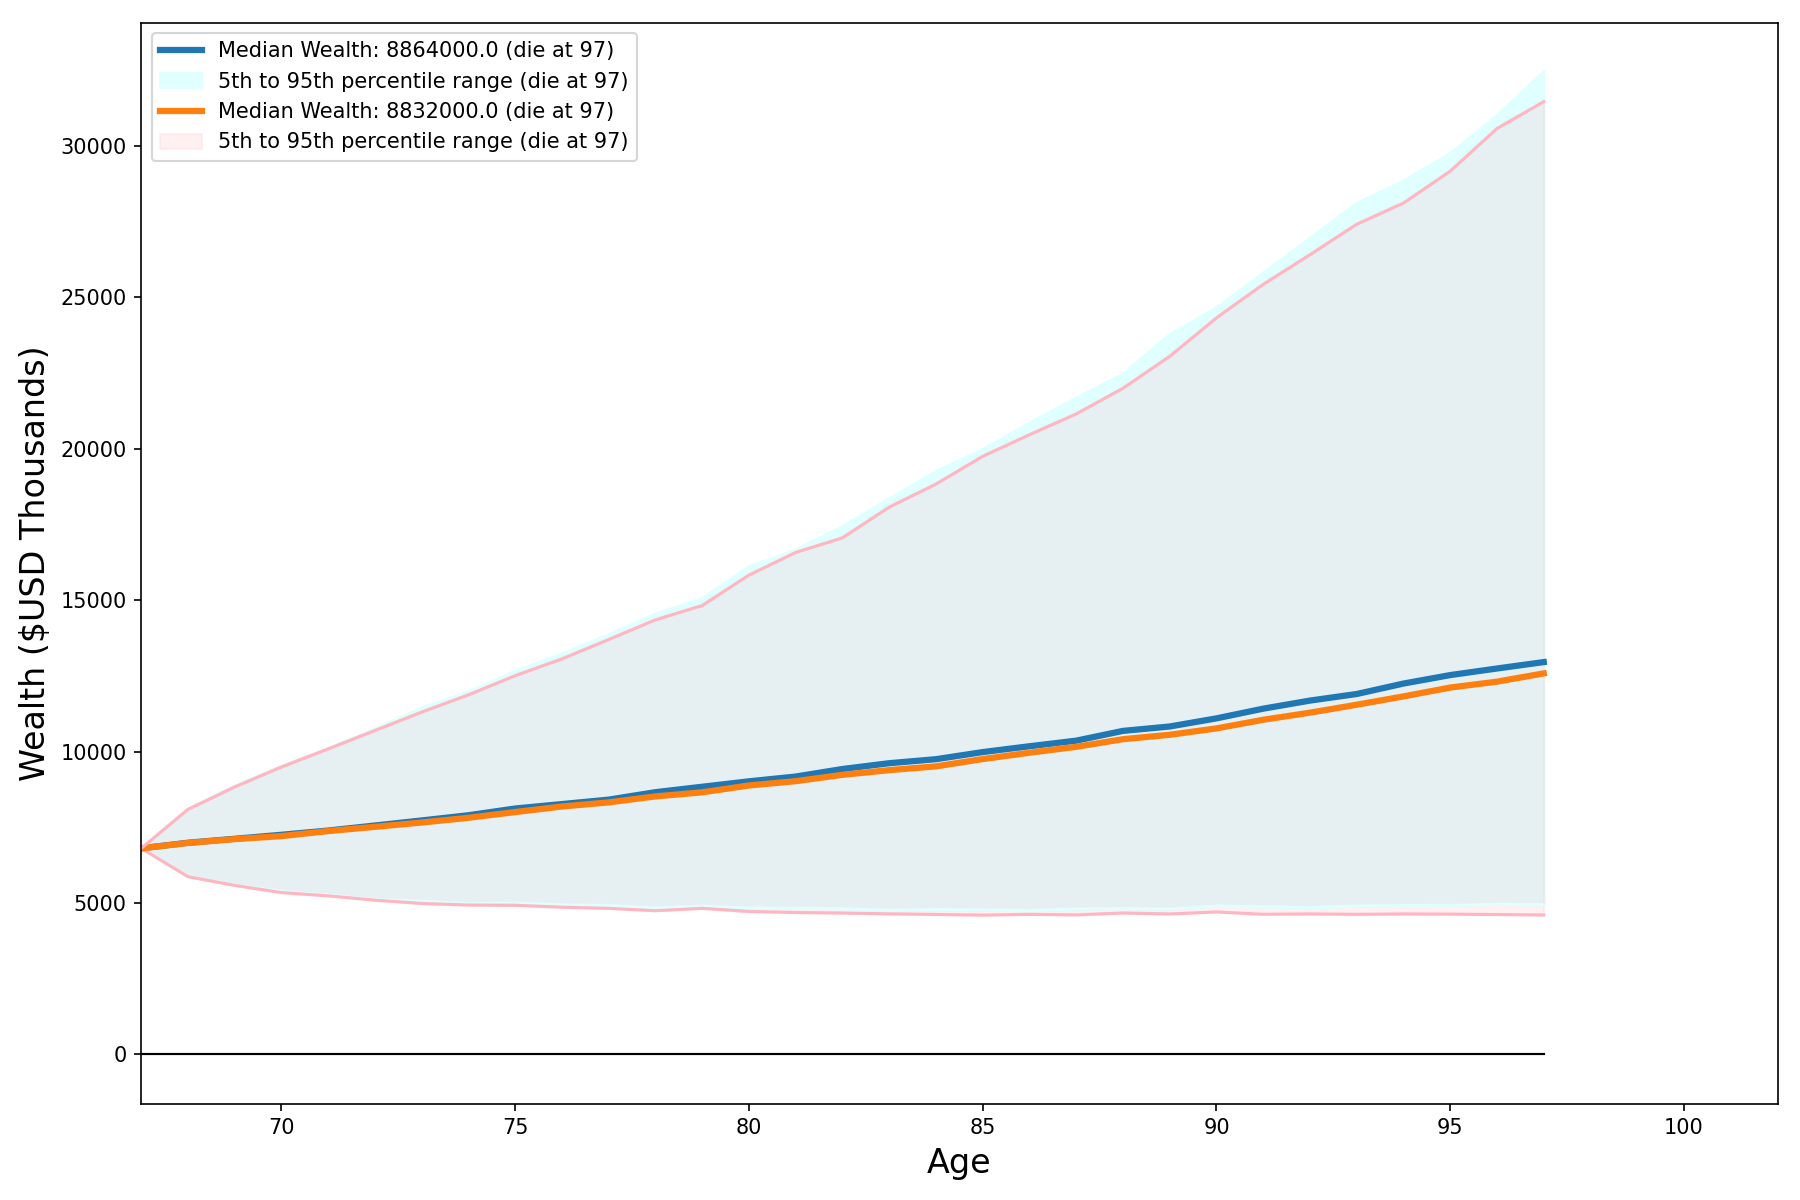 Median Wealth: 8864000.0 (die at 97)
5th to 95th percentile range (die at 97)
Median Wealth: 8832000.0 (die at 97)
5th to 95th percentile range (die at 97)
30000
25000
20000
15000
10000
5000
0
Wealth ($USD Thousands)
70 75 80 85 90 95 100
Age